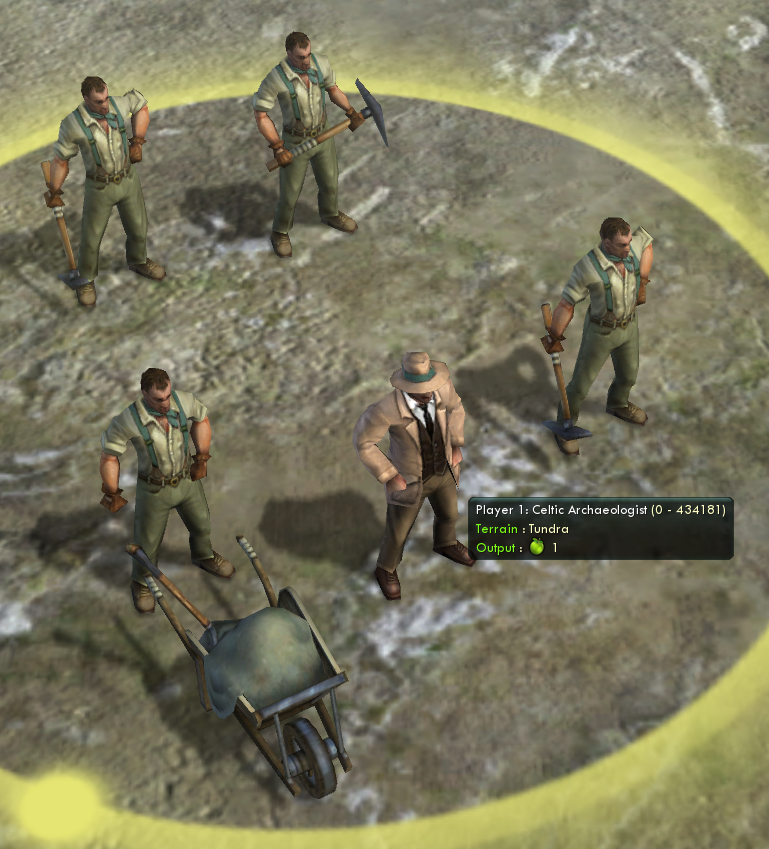 Player 1: Celtic Archaeologist (0 - 434181)
Terrain : Tundra
Output : 1